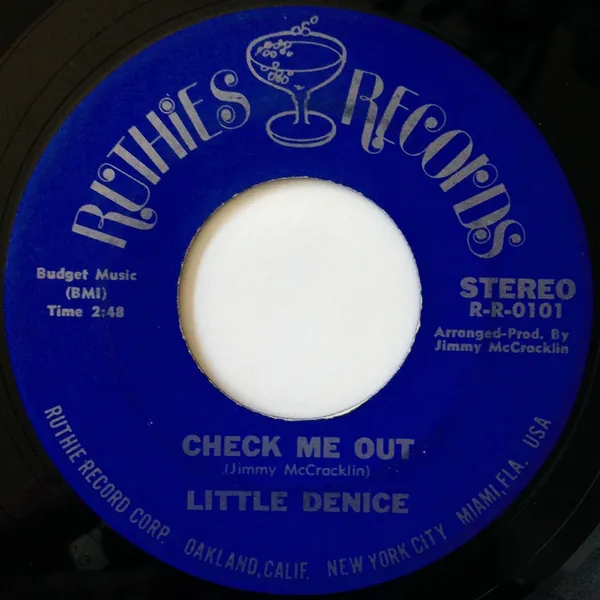 RUTHIES RECORDS
Budget Music
(BMI)
Time 2:48
STEREO
R-R-0101
Arranged-Prod. By
Jimmy McCracklin
CHECK ME OUT
(Jimmy McCracklin)
LITTLE DENICE
RUTHIE RECORD CORP. OAKLAND, CALIF. NEW YORK CITY MIAMI, FLA. USA